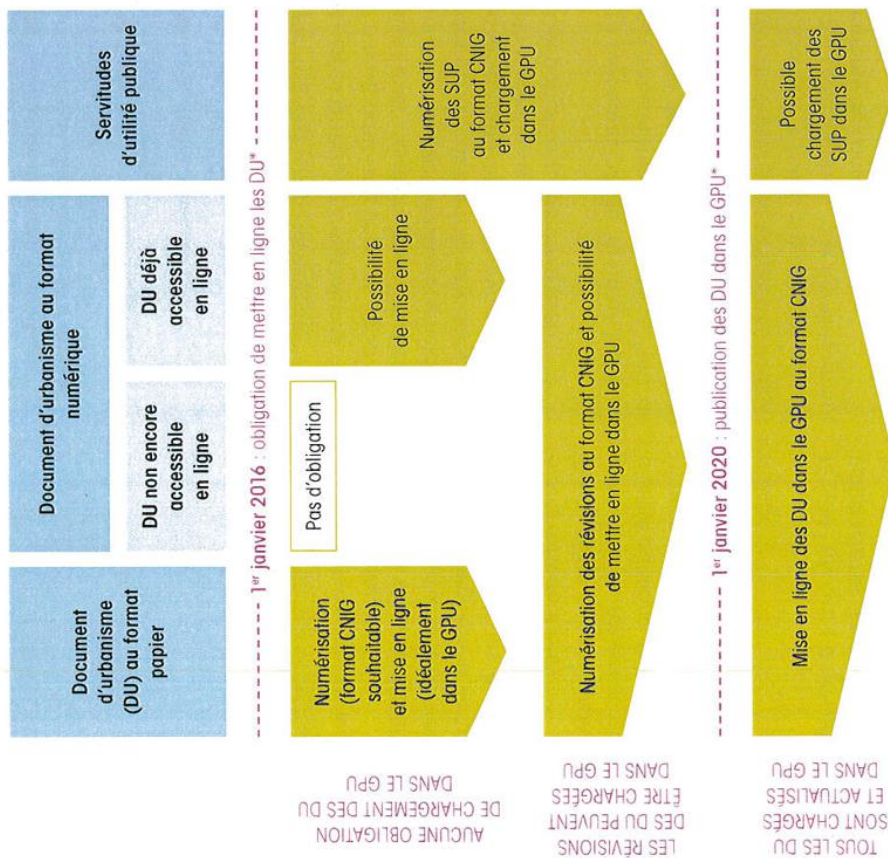 Document
d'urbanisme
(DU) au format
papier
Document d'urbanisme au format
numérique
DU non encore
accessible
en ligne
DU déjà
accessible
en ligne
Servitudes
d'utilité publique
1er janvier 2016 : obligation de mettre en ligne les DU*
AUCUNE OBLIGATION
DE CHARGEMENT DES DU
DANS LE GPU
Numérisation
(format CNIG
souhaitable)
et mise en ligne
(idéalement
dans le GPU)
Pas d'obligation
Possibilité
de mise en ligne
Numérisation
des SUP
au format CNIG
et chargement
dans le GPU
LES RÉVISIONS
DES DU PEUVENT
ÊTRE CHARGÉES
DANS LE GPU
Numérisation des révisions au format CNIG et possibilité
de mettre en ligne dans le GPU
1er janvier 2020 : publication des DU dans le GPU*
TOUS LES DU
SONT CHARGÉS
ET ACTUALISÉS
DANS LE GPU
Mise en ligne des DU dans le GPU au format CNIG
Possible
chargement des
SUP dans le GPU